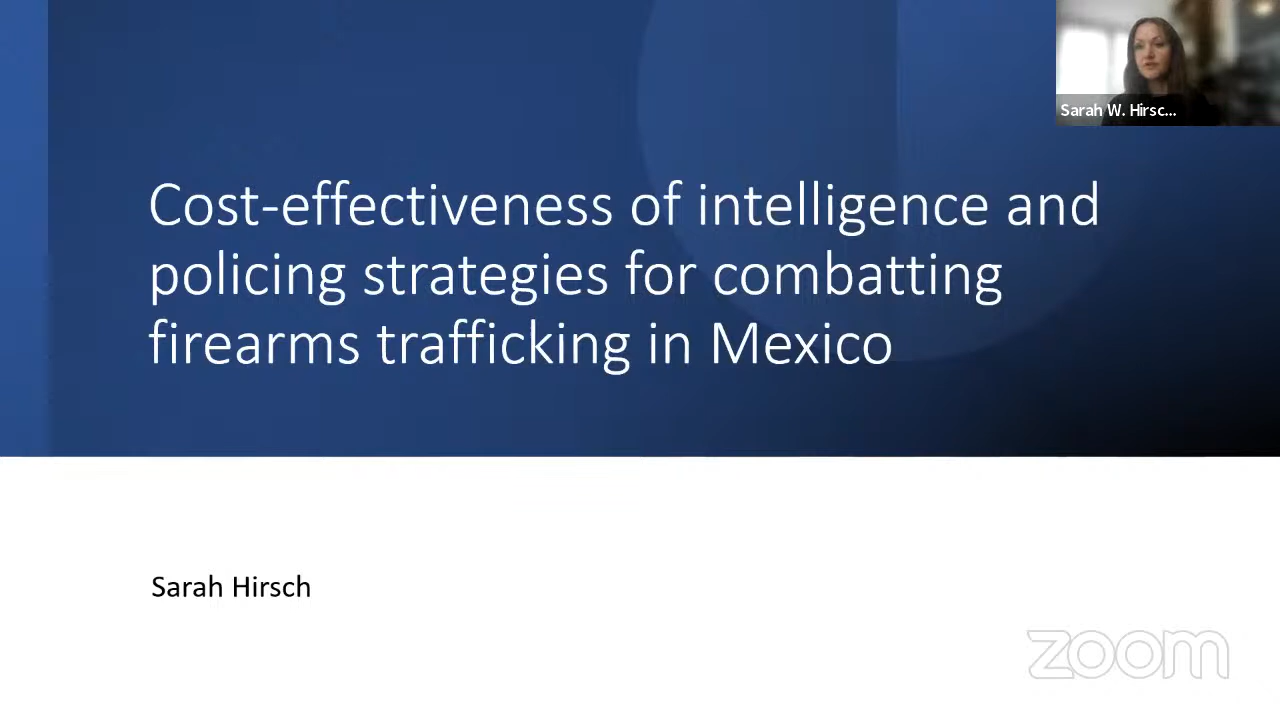 Sarah W. Hirsc...
Cost-effectiveness of intelligence and
policing strategies for combatting
firearms trafficking in Mexico
Sarah Hirsch
zoom